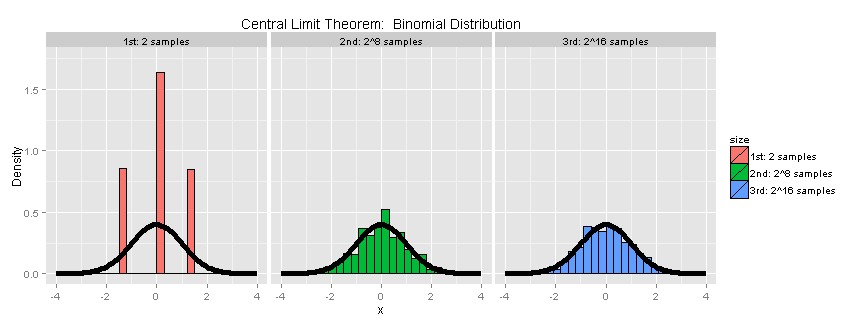 Central Limit Theorem:  Binomial Distribution
1st: 2 samples
2nd: 2^8 samples
3rd: 2^16 samples
Density
1.5
1.0
0.5
0.0
-4 -2 0 2 4
-4 -2 0 2 4
-4 -2 0 2 4
x
size
1st: 2 samples
2nd: 2^8 samples
3rd: 2^16 samples